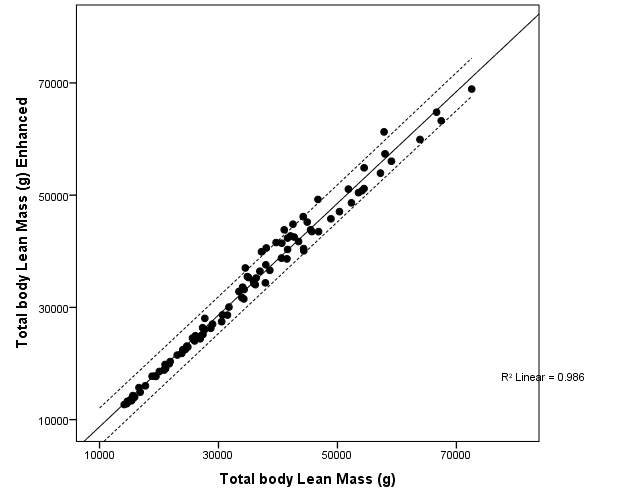 Total body Lean Mass (g) Enhanced
70000
50000
30000
10000
R² Linear = 0.986
10000 30000 50000 70000
Total body Lean Mass (g)